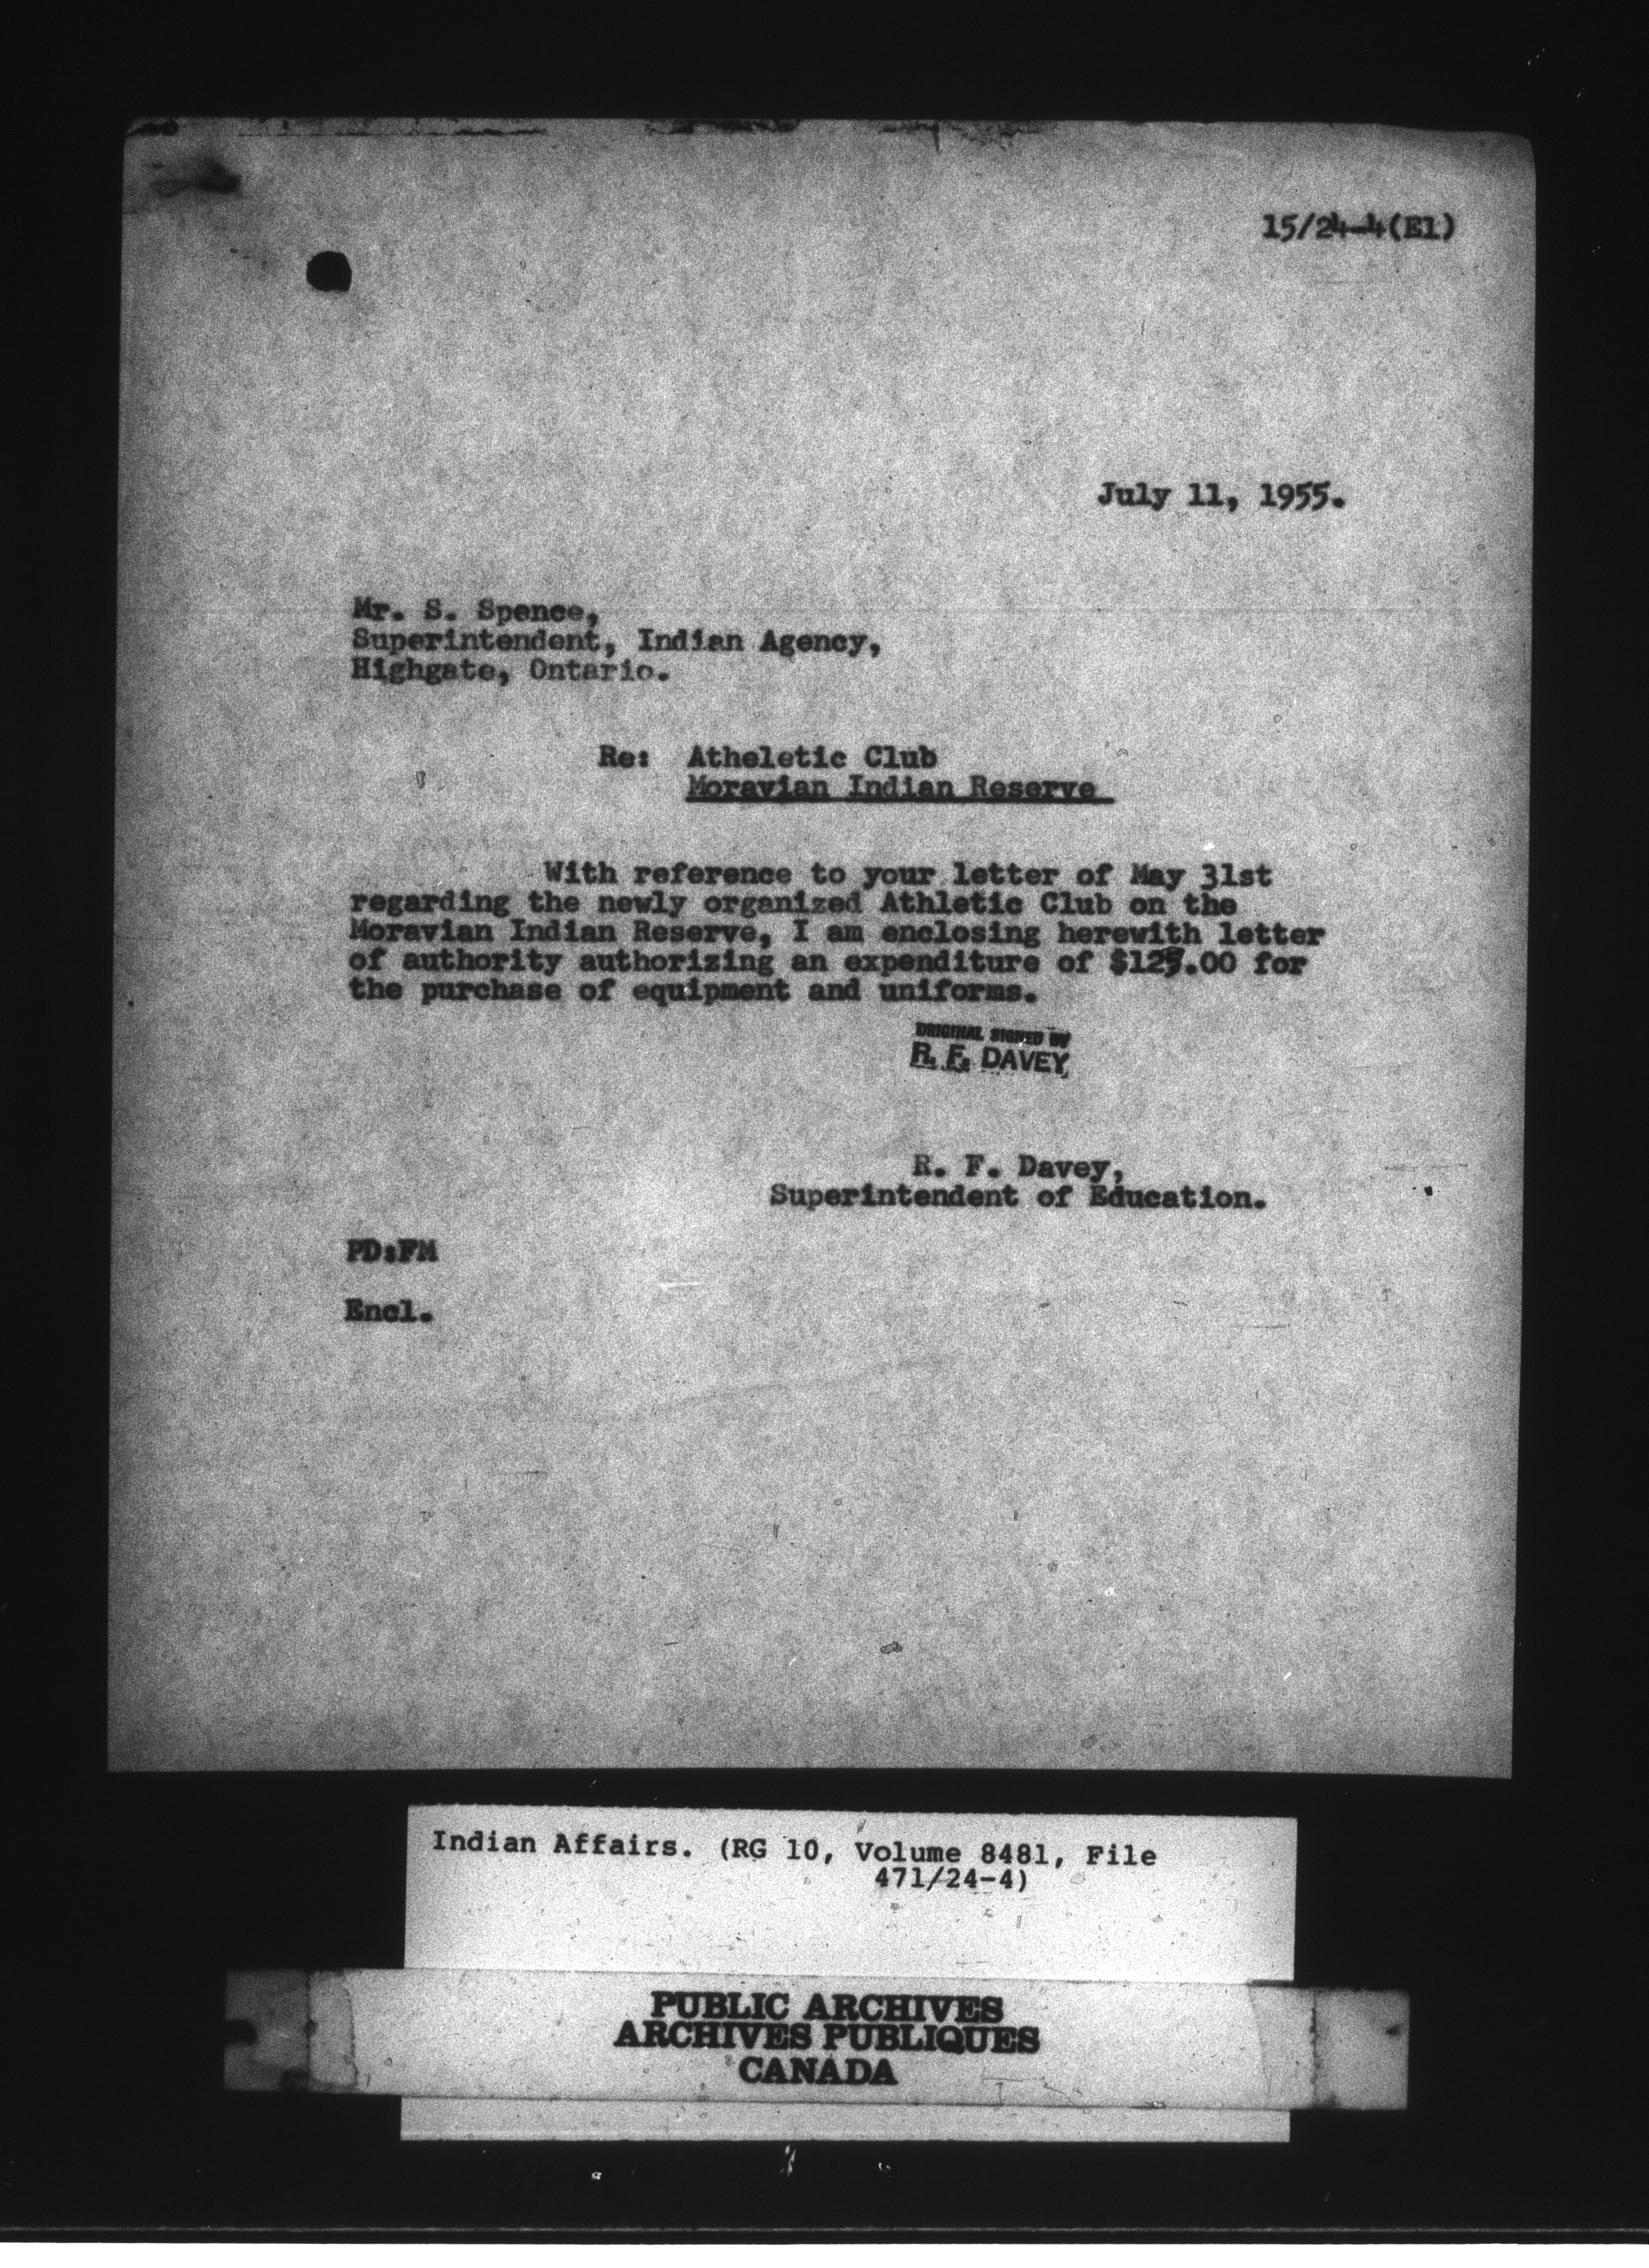 15/24-4(E1)
July 11, 1955.
Mr. S. Spence,
Superintendent, Indian Agency,
Highgate, Ontario.
Re: Atheletic Club
Moravian Indian Reserve
With reference to your letter of May 31st
regarding the newly organized Athletic Club on the
Moravian Indian Reserve, I am enclosing herewith letter
of authority authorizing an expenditure of $125.00 for
the purchase of equipment and uniforms.
ORIGINAL SIGNED BY
R. F. DAVEY
R. F. Davey,
Superintendent of Education.
PD:FM
Encl.
Indian Affairs. (RG 10, Volume 8481, File
471/24-4)
PUBLIC ARCHIVES
ARCHIVES PUBLIQUES
CANADA